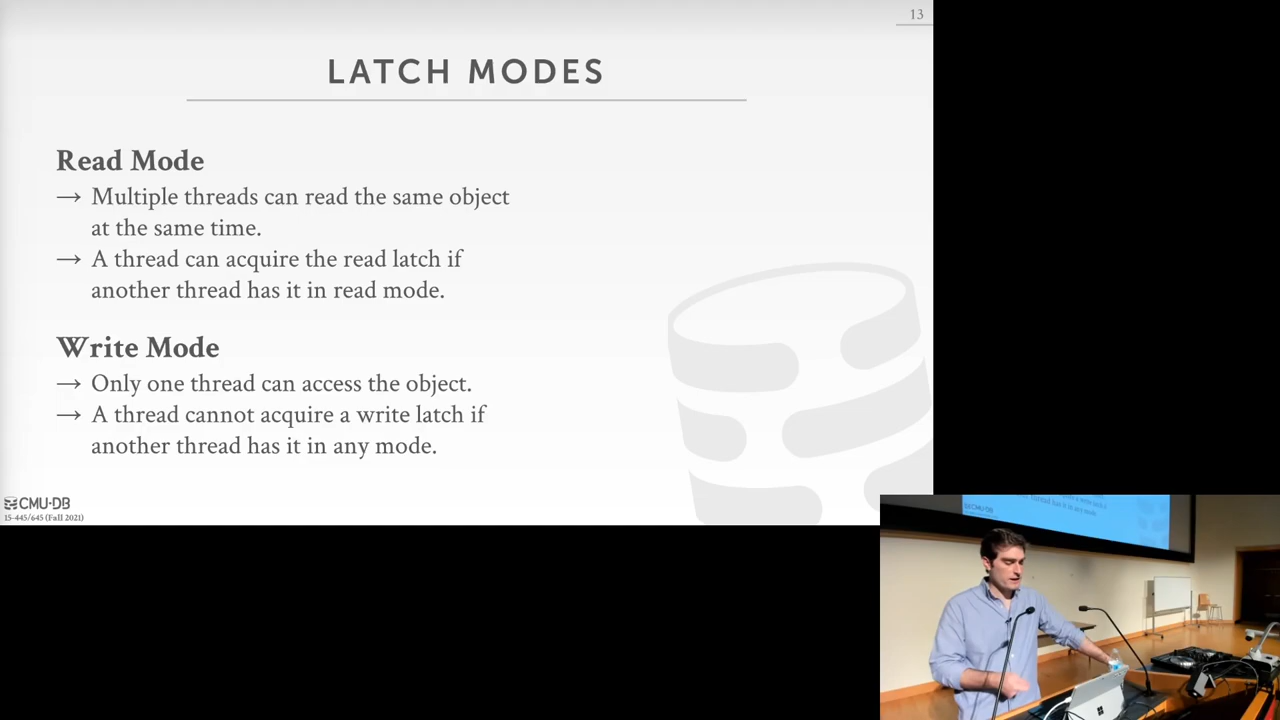 13
LATCH MODES
Read Mode
→ Multiple threads can read the same object
at the same time.
→ A thread can acquire the read latch if
another thread has it in read mode.
Write Mode
→ Only one thread can access the object.
→ A thread cannot acquire a write latch if
another thread has it in any mode.
CMU·DB
15-445/645 (Fall 2021)